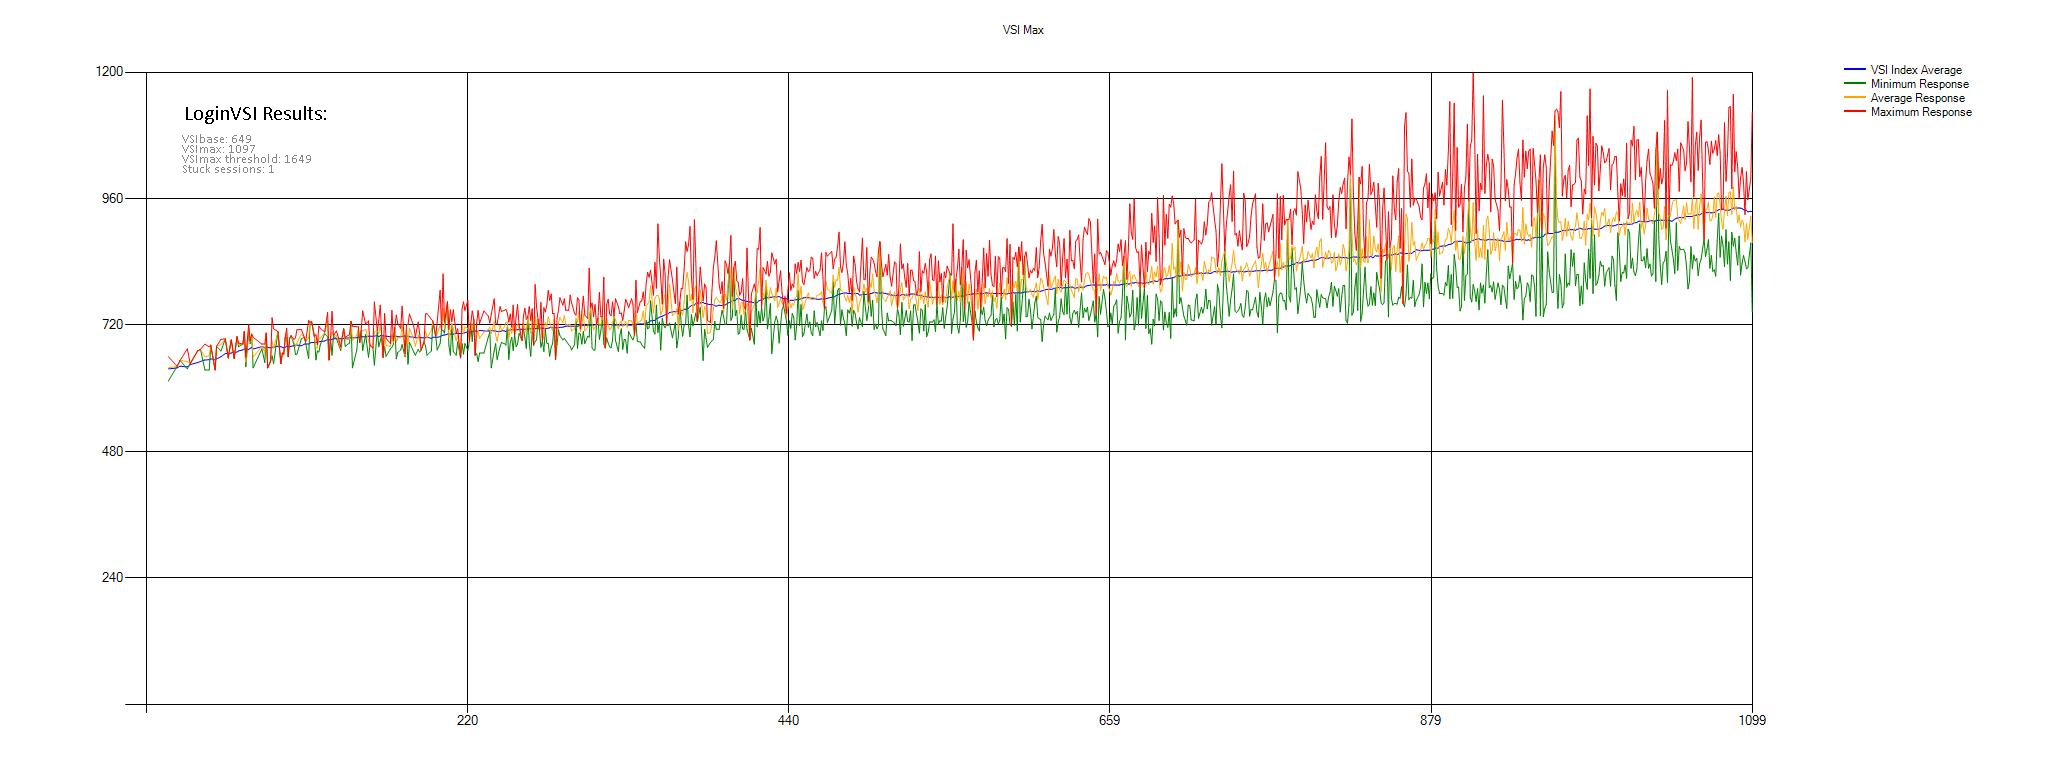 VSI Max
1200
960
720
480
240
LoginVSI Results:
VSIbase: 649
VSImax: 1097
VSImax threshold: 1649
Stuck sessions: 1
VSI Index Average
Minimum Response
Average Response
Maximum Response
220
440
659
879
1099